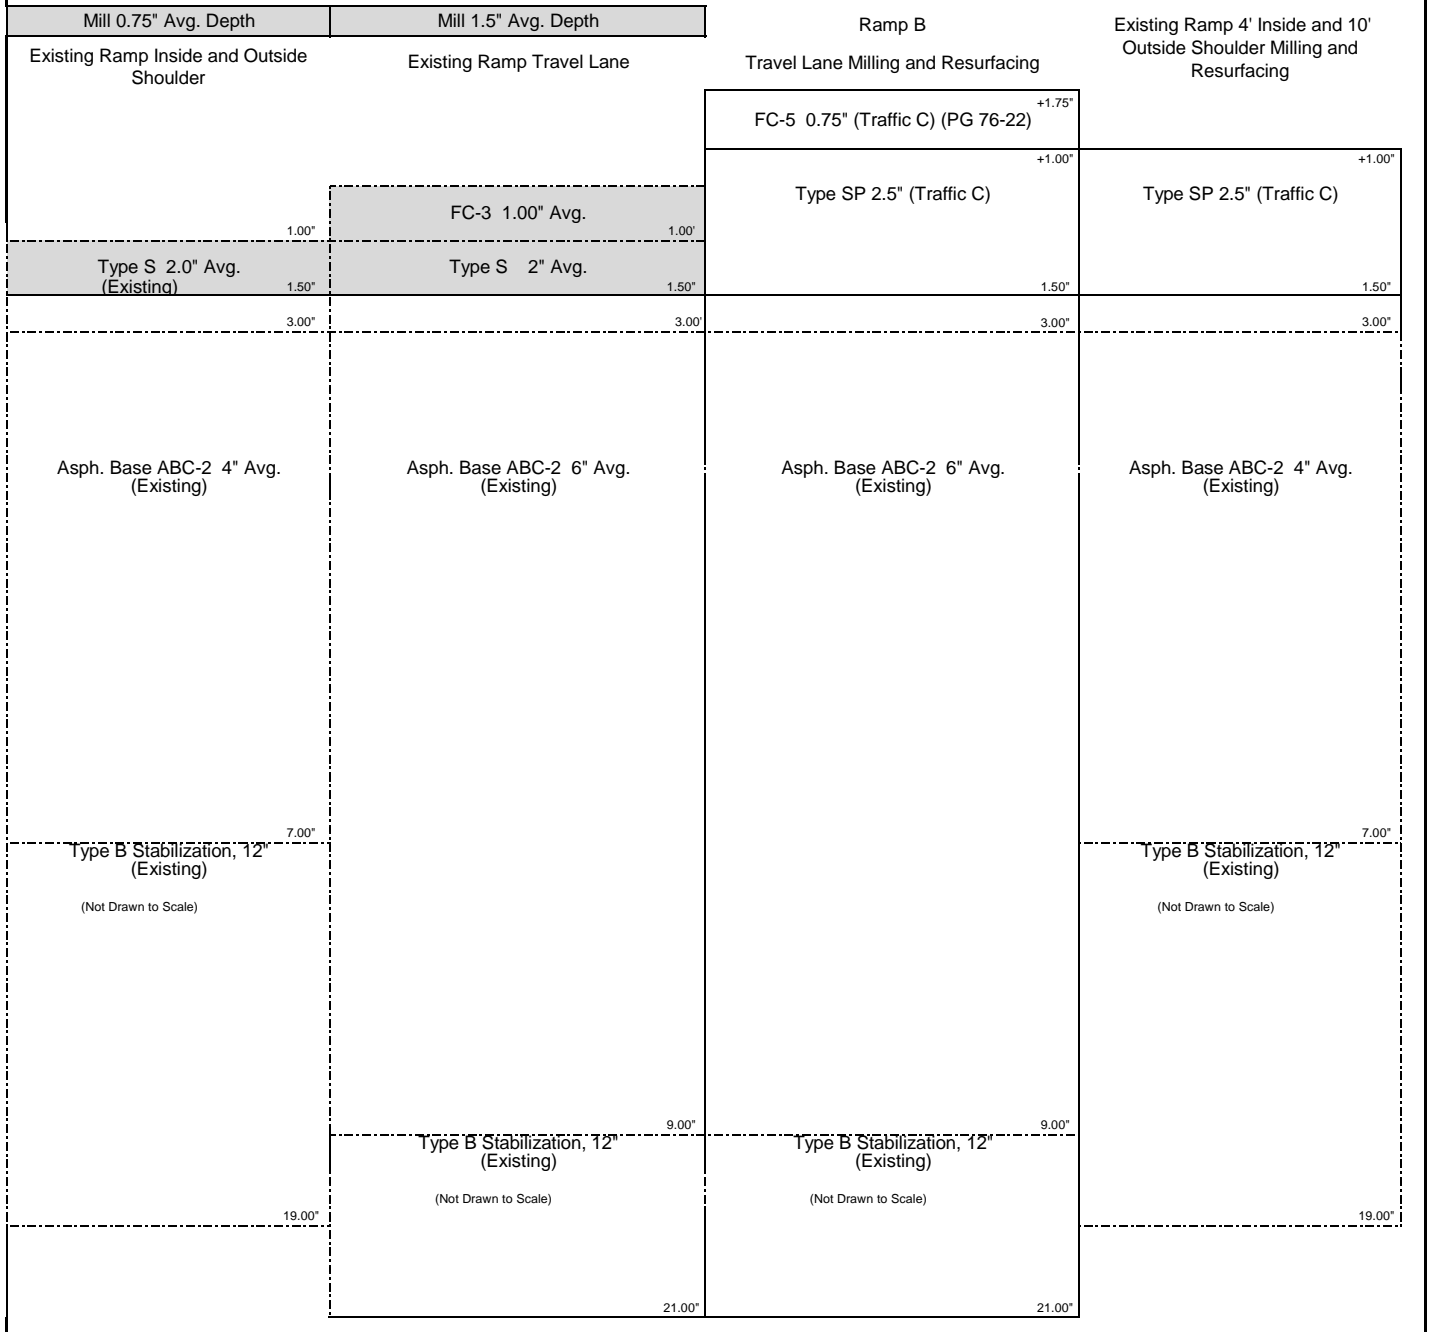 Mill 0.75" Avg. Depth
Mill 1.5" Avg. Depth
Ramp B
Existing Ramp 4' Inside and 10'
Outside Shoulder Milling and
Resurfacing
Existing Ramp Inside and Outside
Shoulder
Existing Ramp Travel Lane
Travel Lane Milling and Resurfacing
+1.75"
FC-5 0.75" (Traffic C) (PG 76-22)
+1.00"
+1.00"
Type SP 2.5" (Traffic C)
Type SP 2.5" (Traffic C)
FC-3 1.00" Avg.
1.00"
1.00'
Type S 2.0" Avg.
(Existing)
1.50"
Type S 2" Avg.
1.50"
1.50"
1.50"
3.00"
3.00'
3.00"
3.00"
Asph. Base ABC-2 4" Avg.
(Existing)
Asph. Base ABC-2 6" Avg.
(Existing)
Asph. Base ABC-2 6" Avg.
(Existing)
Asph. Base ABC-2 4" Avg.
(Existing)
7.00"
7.00"
Type B Stabilization, 12"
(Existing)
(Not Drawn to Scale)
Type B Stabilization, 12"
(Existing)
(Not Drawn to Scale)
9.00"
9.00"
Type B Stabilization, 12"
(Existing)
(Not Drawn to Scale)
Type B Stabilization, 12"
(Existing)
(Not Drawn to Scale)
19.00"
19.00"
21.00"
21.00"